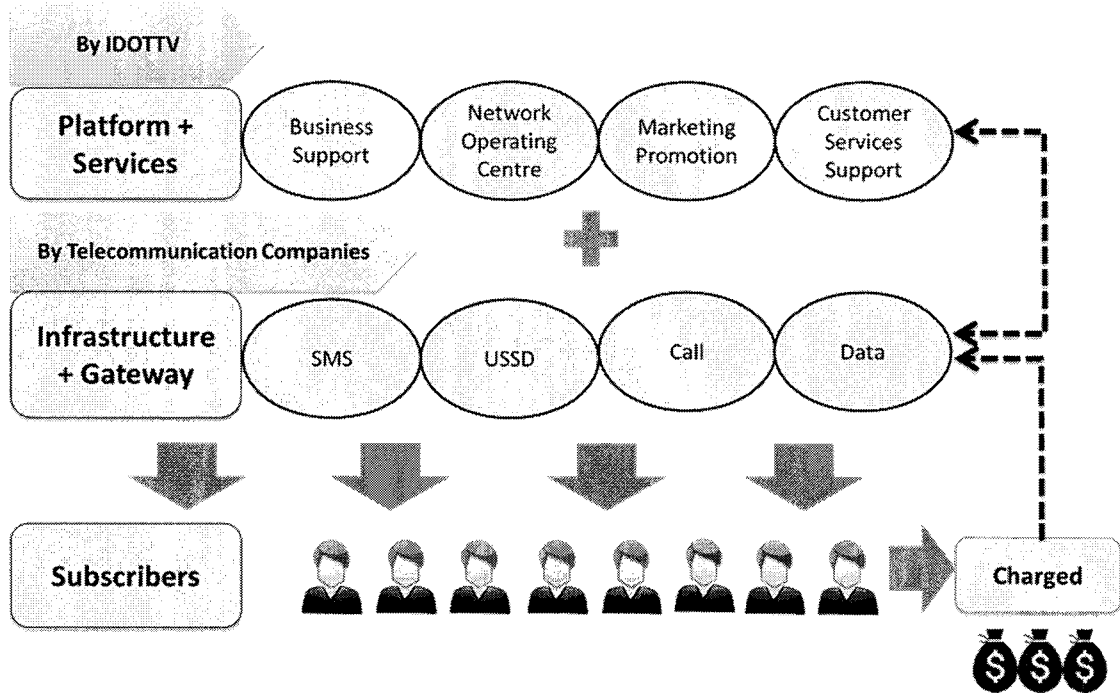 By IDOTTV
Platform +
Services
Business
Support
Network
Operating
Centre
Marketing
Promotion
Customer
Services
Support
By Telecommunication Companies
Infrastructure
+ Gateway
SMS
USSD
Call
Data
Subscribers
Charged
$ $ $